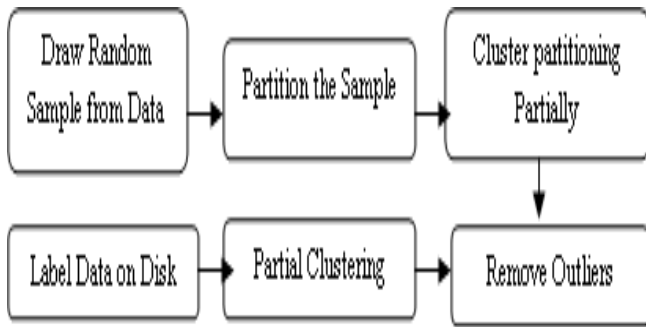 Draw Random
Sample from Data
Partition the Sample
Cluster partitioning
Partially
Label Data on Disk
Partial Clustering
Remove Outliers